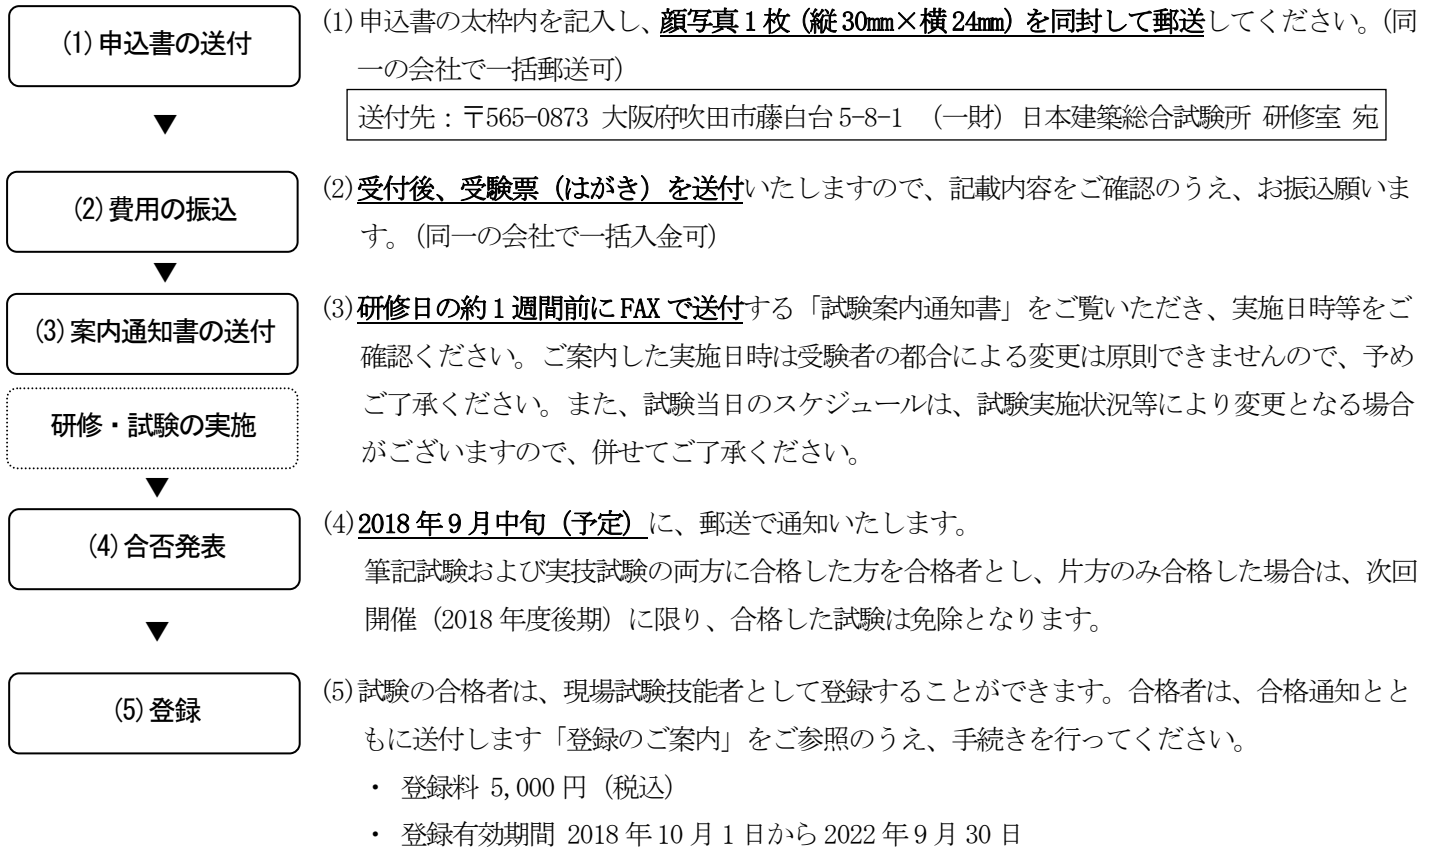 (1)申込書の送付
(1)申込書の太枠内を記入し、顔写真1枚（縦30mm×横24mm）を同封して郵送してください。(同
一の会社で一括郵送可)
送付先：〒565-0873 大阪府吹田市藤白台5-8-1 （一財）日本建築総合試験所 研修室 宛
▼
(2)費用の振込
(2)受付後、受験票（はがき）を送付いたしますので、記載内容をご確認のうえ、お振込願いま
す。(同一の会社で一括入金可)
▼
(3)案内通知書の送付
(3)研修日の約1週間前にFAXで送付する「試験案内通知書」をご覧いただき、実施日時等をご
確認ください。ご案内した実施日時は受験者の都合による変更は原則できませんので、予め
ご了承ください。また、試験当日のスケジュールは、試験実施状況等により変更となる場合
がございますので、併せてご了承ください。
研修・試験の実施
▼
(4)合否発表
(4)2018年9月中旬（予定）に、郵送で通知いたします。
筆記試験および実技試験の両方に合格した方を合格者とし、片方のみ合格した場合は、次回
開催（2018年度後期）に限り、合格した試験は免除となります。
▼
(5)登録
(5)試験の合格者は、現場試験技能者として登録することができます。合格者は、合格通知とと
もに送付します「登録のご案内」をご参照のうえ、手続きを行ってください。
・ 登録料 5,000円（税込）
・ 登録有効期間 2018年10月1日から2022年9月30日